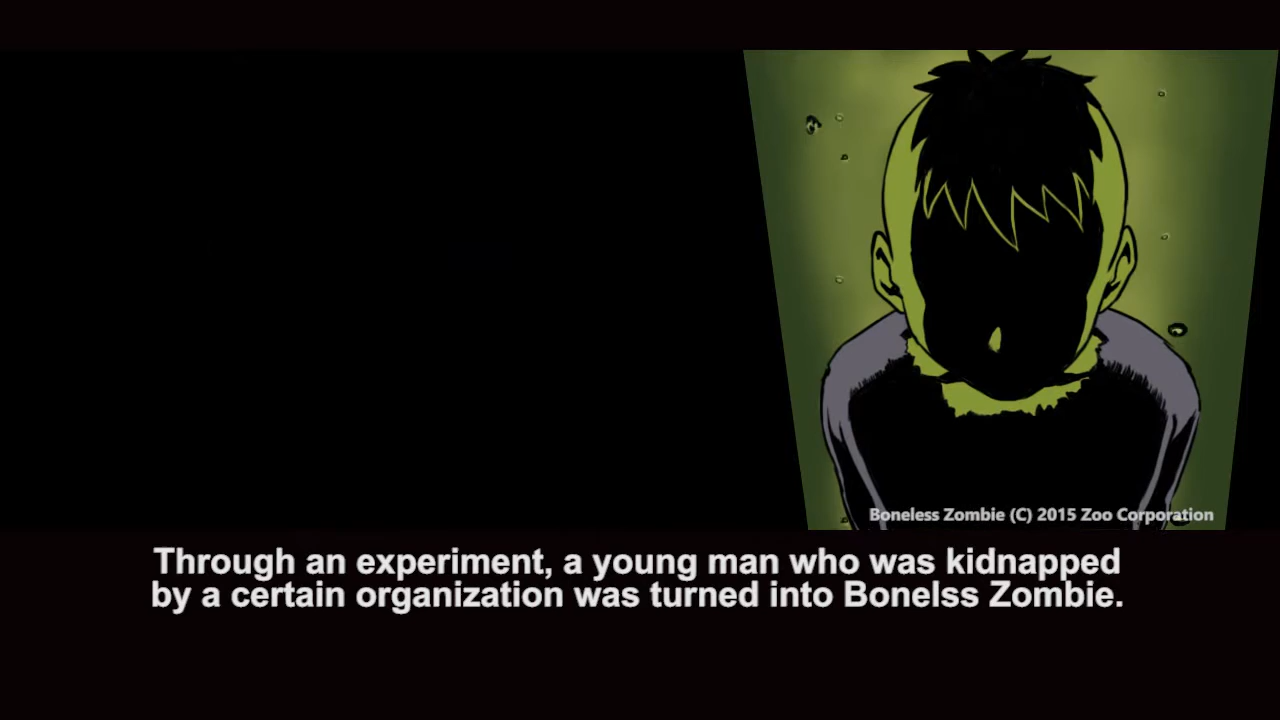 Boneless Zombie (C) 2015 Zoo Corporation
Through an experiment, a young man who was kidnapped
by a certain organization was turned into Bonelss Zombie.